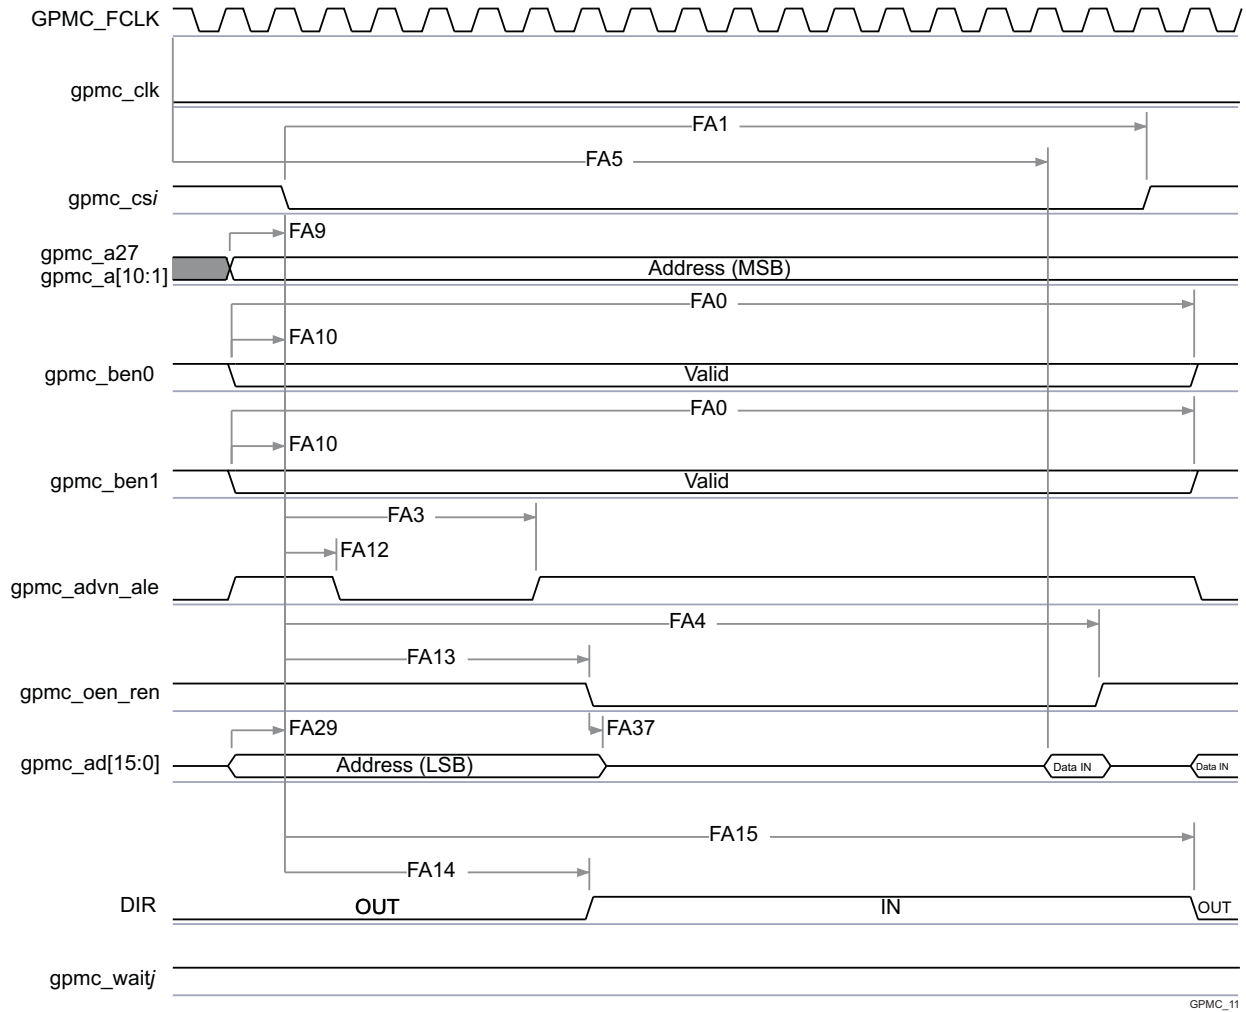 GPMC_FCLK
gpmc_clk
FA1
FA5
gpmc_csi
FA9
gpmc_a27
gpmc_a[10:1]
Address (MSB)
FA0
FA10
gpmc_ben0
Valid
FA0
FA10
gpmc_ben1
Valid
FA3
FA12
gpmc_advn_ale
FA4
FA13
gpmc_oen_ren
FA29
FA37
gpmc_ad[15:0]
Address (LSB)
Data IN
Data IN
FA15
FA14
DIR
OUT
IN
OUT
gpmc_waitj
GPMC_11